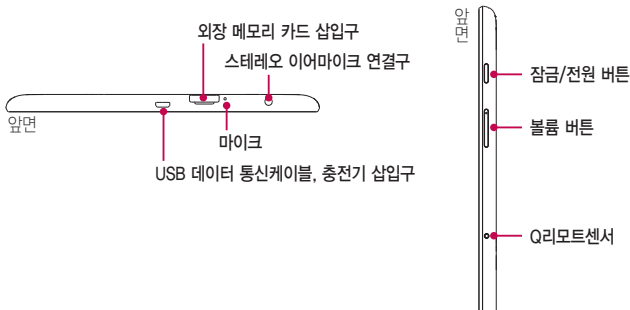 외장 메모리 카드 삽입구
스테레오 이어마이크 연결구
앞면
마이크
USB 데이터 통신케이블, 충전기 삽입구
앞면
잠금/전원 버튼
볼륨 버튼
Q리모트센서